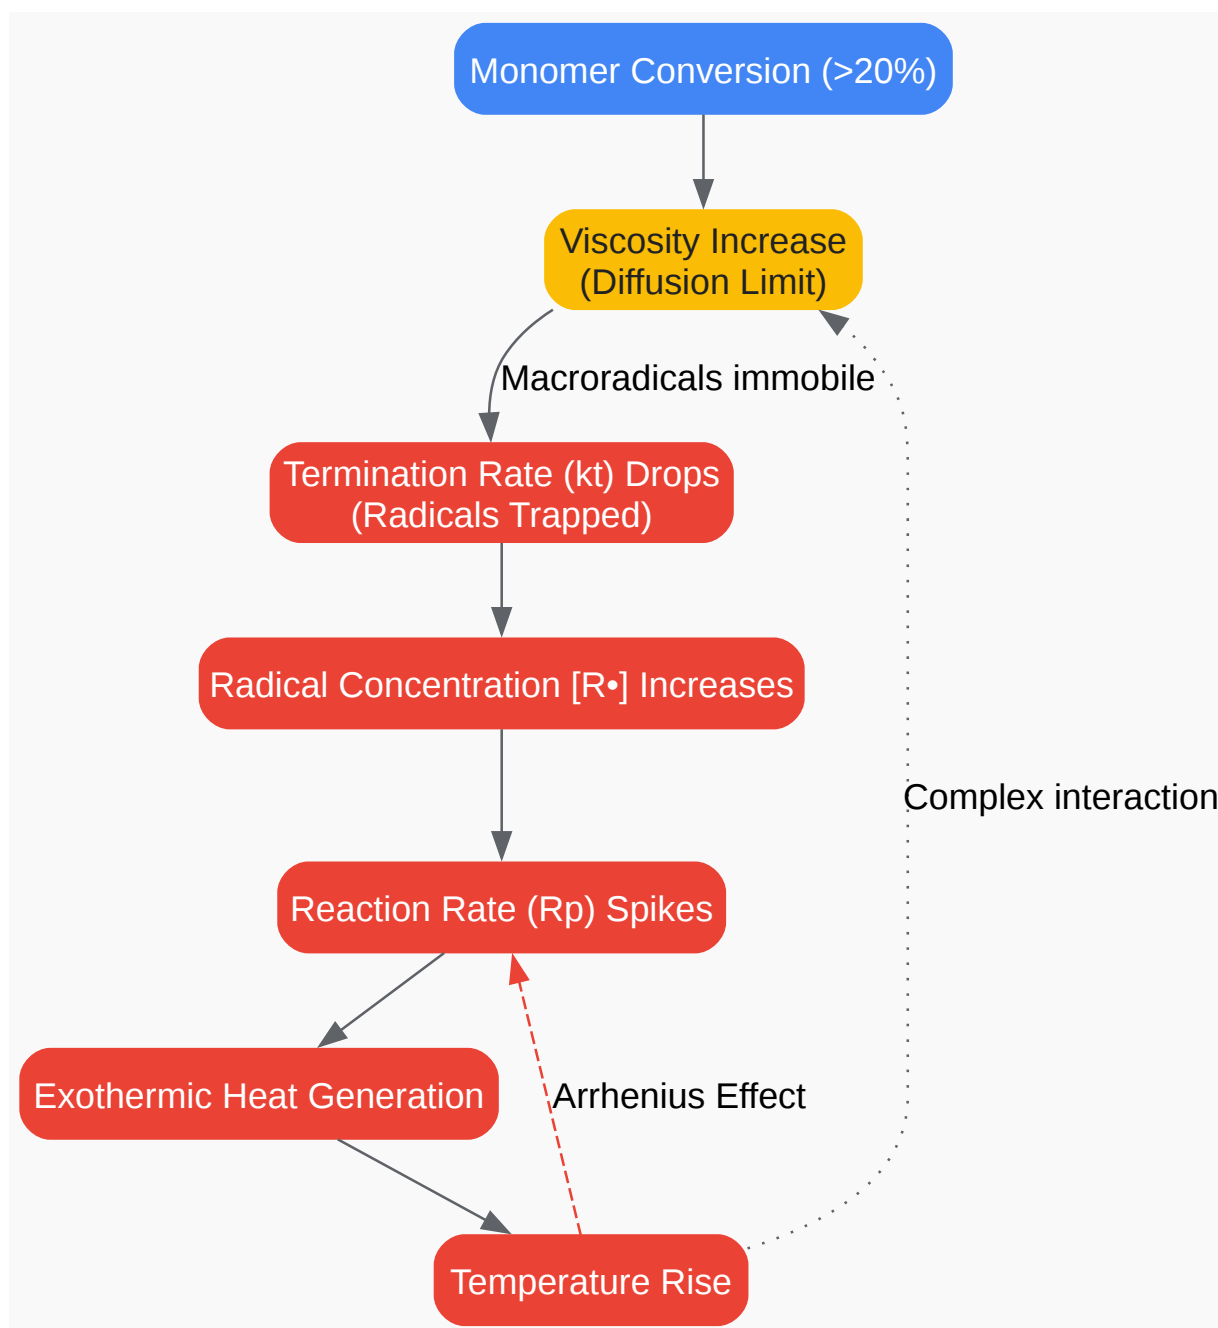 Monomer Conversion (>20%)
Viscosity Increase
(Diffusion Limit)
Macroradicals immobile
Termination Rate (kt) Drops
(Radicals Trapped)
Radical Concentration [R•] Increases
Complex interaction
Reaction Rate (Rp) Spikes
Exothermic Heat Generation
Arrhenius Effect
Temperature Rise